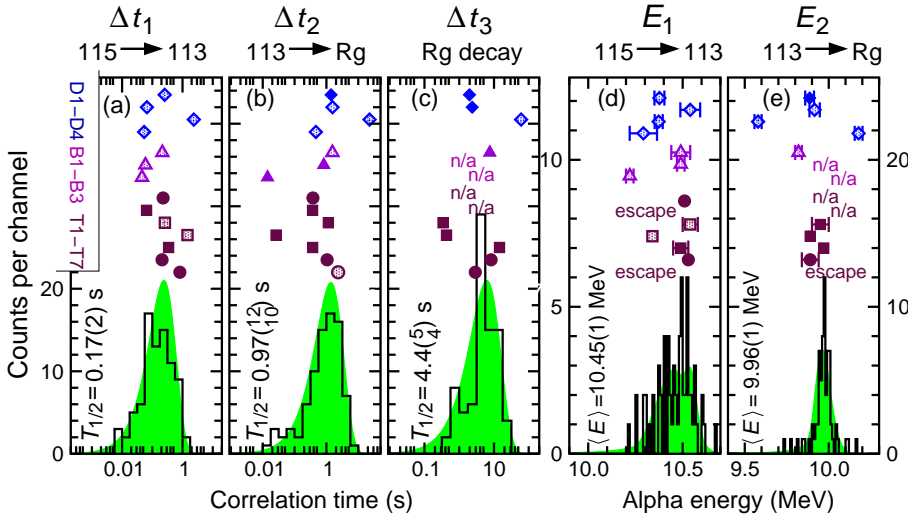 Δt1 Δt2 Δt3 E1 E2
115 → 113 113 → Rg Rg decay 115 → 113 113 → Rg
(a) (b) (c) (d) (e)
D1–D4 B1–B3 T1–T7
n/a
n/a
n/a
n/a
n/a
n/a
n/a
n/a
escape
escape
escape
Counts per channel
20
10
0
10
5
0
20
10
0
T1/2 = 0.17(2) s
T1/2 = 0.97(12/10) s
T1/2 = 4.4(5/4) s
⟨E⟩ = 10.45(1) MeV
⟨E⟩ = 9.96(1) MeV
0.01 1 0.01 1 0.1 10 10.0 10.5 9.5 10.0
Correlation time (s) Alpha energy (MeV)